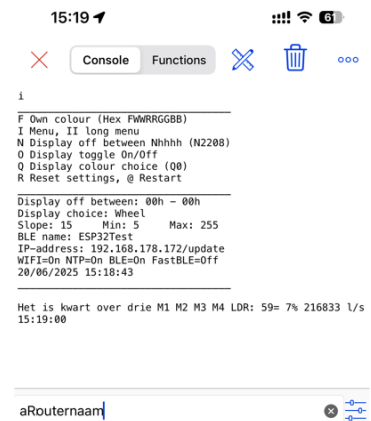 15:19
61
Console
Functions
i
F Own colour (Hex FWWRRGGBB)
I Menu, II long menu
N Display off between Nhhhh (N2208)
O Display toggle On/Off
Q Display colour choice (Q0)
R Reset settings, @ Restart
Display off between: 00h – 00h
Display choice: Wheel
Slope: 15 Min: 5 Max: 255
BLE name: ESP32Test
IP-address: 192.168.178.172/update
WIFI=On NTP=On BLE=On FastBLE=Off
20/06/2025 15:18:43
Het is kwart over drie M1 M2 M3 M4 LDR: 59= 7% 216833 l/s
15:19:00
aRouternaam